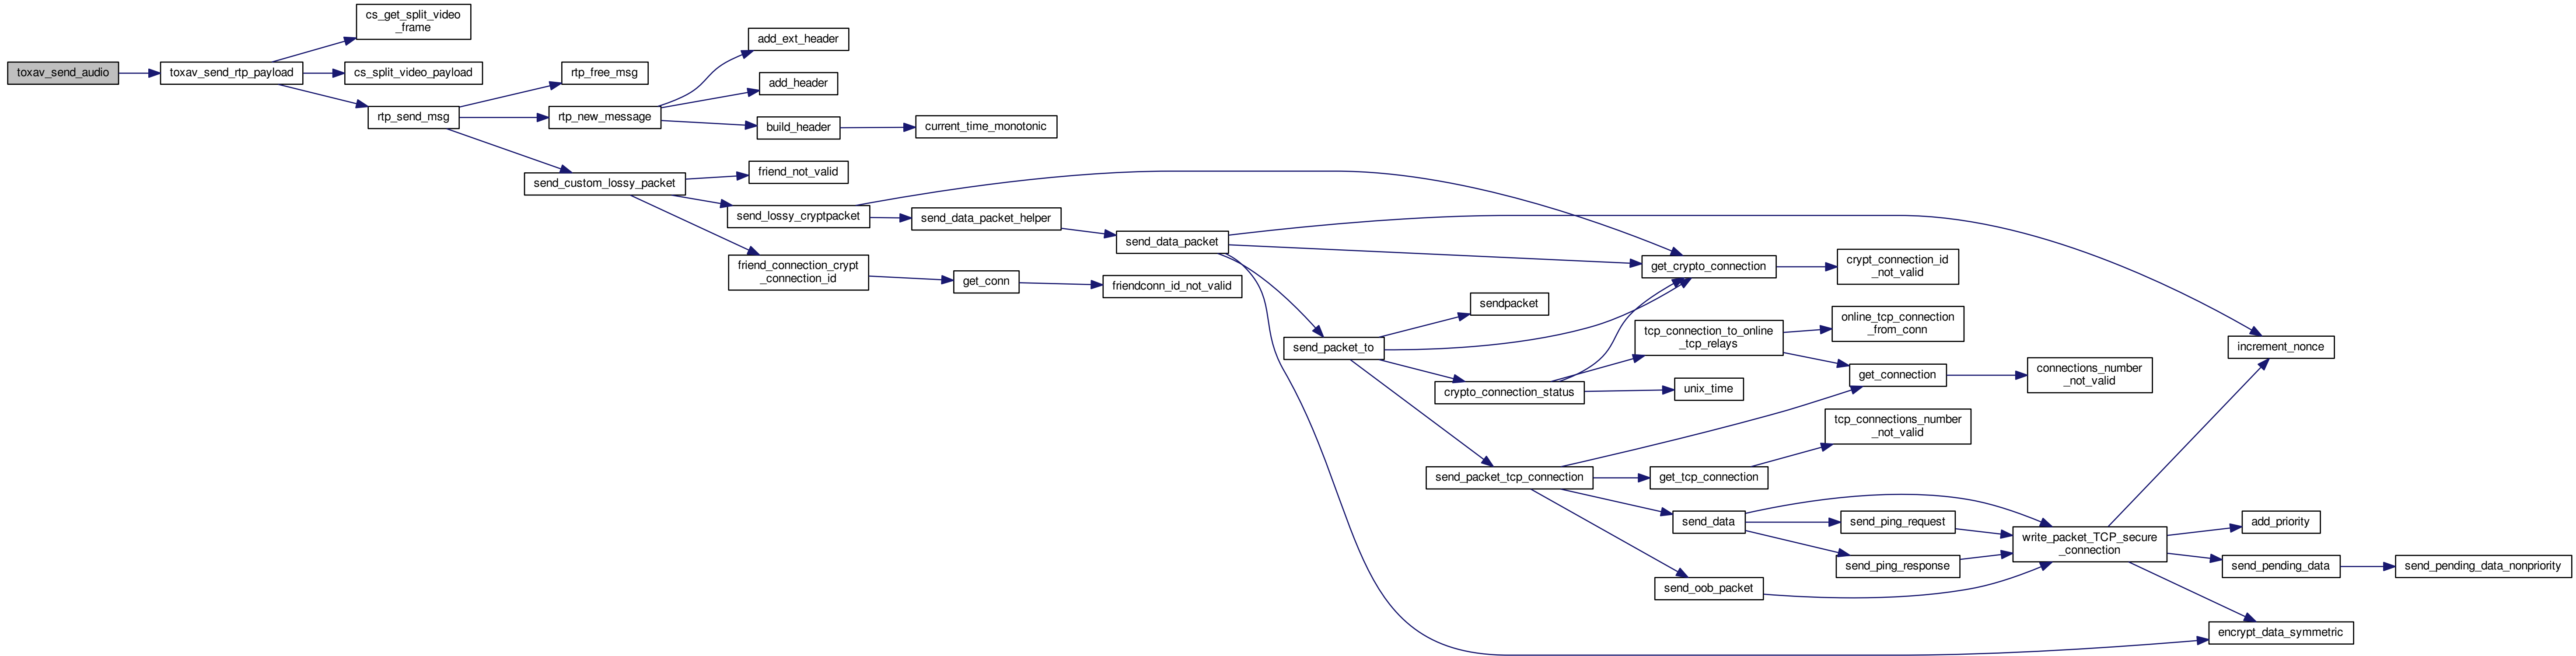 cs_get_split_video
_frame
toxav_send_audio
toxav_send_rtp_payload
cs_split_video_payload
rtp_send_msg
rtp_free_msg
rtp_new_message
add_ext_header
add_header
build_header
current_time_monotonic
send_custom_lossy_packet
friend_not_valid
send_lossy_cryptpacket
friend_connection_crypt
_connection_id
send_data_packet_helper
get_conn
send_data_packet
friendconn_id_not_valid
get_crypto_connection
crypt_connection_id
_not_valid
sendpacket
send_packet_to
crypto_connection_status
tcp_connection_to_online
_tcp_relays
unix_time
online_tcp_connection
_from_conn
get_connection
connections_number
_not_valid
increment_nonce
tcp_connections_number
_not_valid
send_packet_tcp_connection
get_tcp_connection
send_data
send_ping_request
send_ping_response
send_oob_packet
write_packet_TCP_secure
_connection
add_priority
send_pending_data
send_pending_data_nonpriority
encrypt_data_symmetric